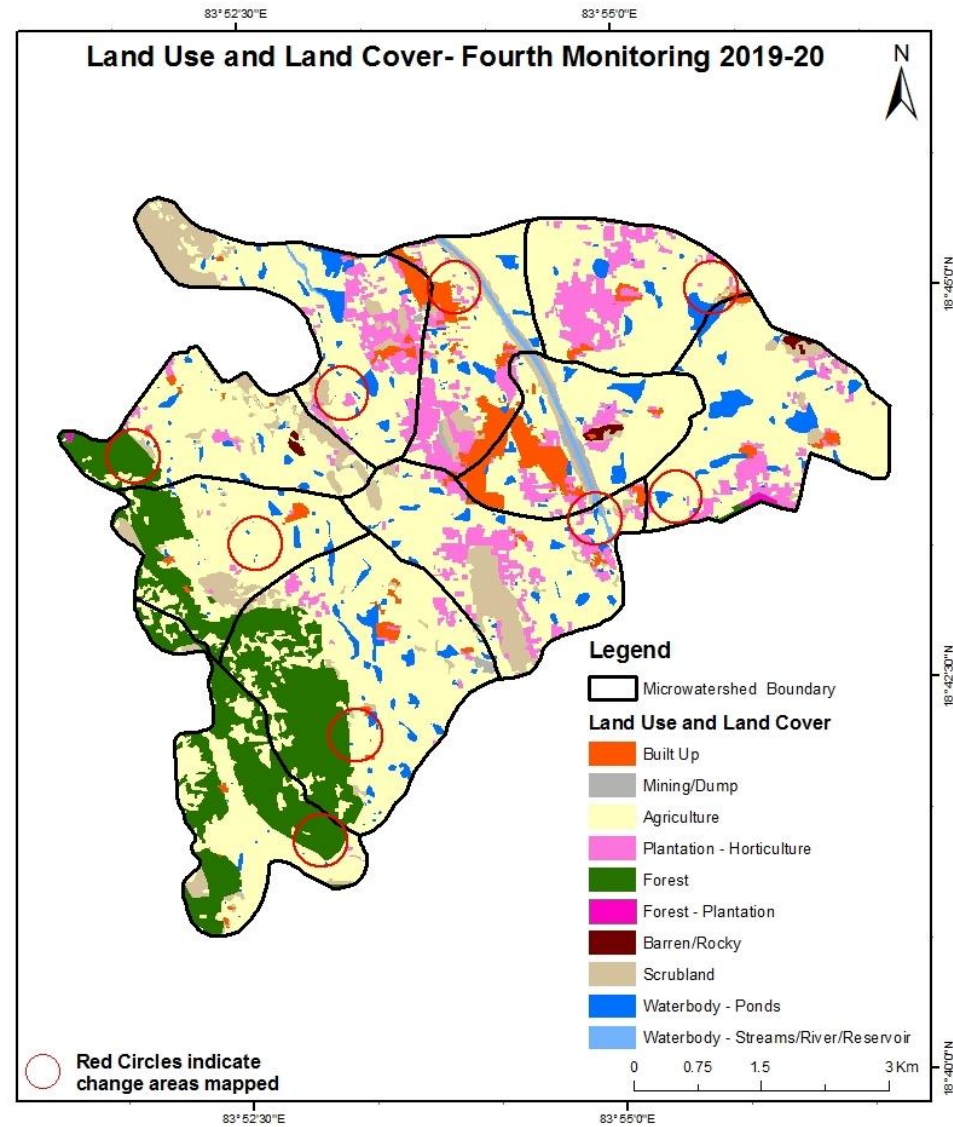 83°52'30"E
83°55'0"E
Land Use and Land Cover- Fourth Monitoring 2019-20
N
18°45'0"N
18°42'30"N
Legend
Microwatershed Boundary
Land Use and Land Cover
Built Up
Mining/Dump
Agriculture
Plantation - Horticulture
Forest
Forest - Plantation
Barren/Rocky
Scrubland
Waterbody - Ponds
Waterbody - Streams/River/Reservoir
0 0.75 1.5 3 Km
18°40'0"N
Red Circles indicate
change areas mapped
83°52'30"E
83°55'0"E